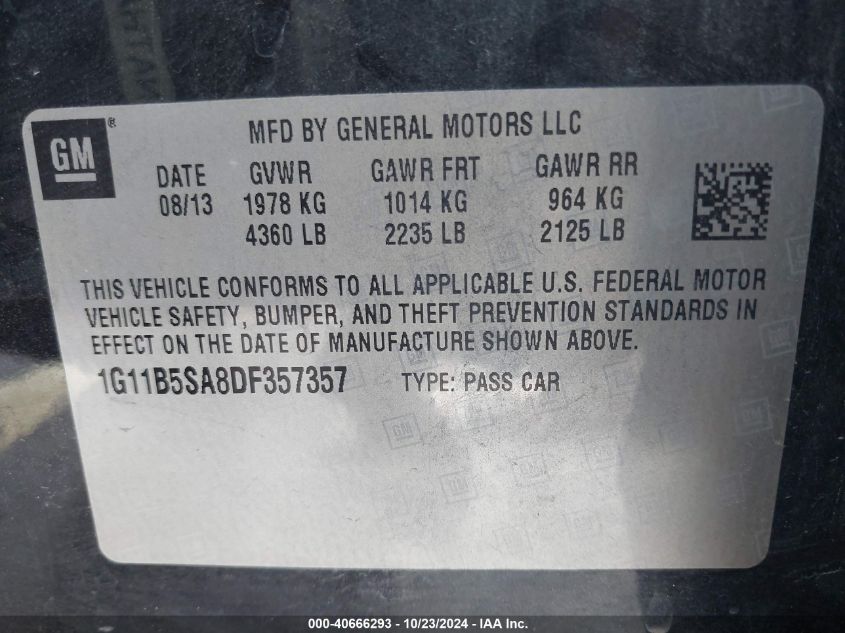 GM ®
MFD BY GENERAL MOTORS LLC
DATE GVWR GAWR FRT GAWR RR
08/13 1978 KG 1014 KG 964 KG
4360 LB 2235 LB 2125 LB
THIS VEHICLE CONFORMS TO ALL APPLICABLE U.S. FEDERAL MOTOR
VEHICLE SAFETY, BUMPER, AND THEFT PREVENTION STANDARDS IN
EFFECT ON THE DATE OF MANUFACTURE SHOWN ABOVE.
1G11B5SA8DF357357 TYPE: PASS CAR
GM
GM
GM
000-40666293 - 10/23/2024 - IAA Inc.